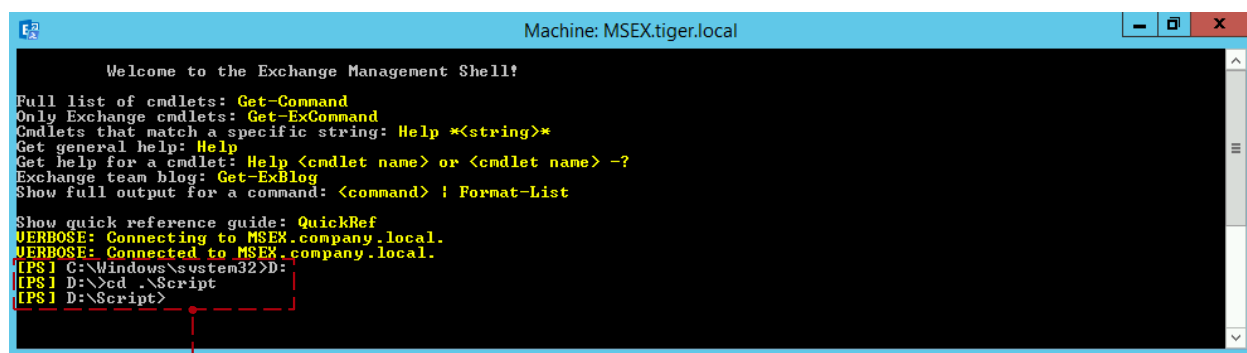 Machine: MSEX.tiger.local
Welcome to the Exchange Management Shell!
Full list of cmdlets: Get-Command
Only Exchange cmdlets: Get-ExCommand
Cmdlets that match a specific string: Help *<string>*
Get general help: Help
Get help for a cmdlet: Help <cmdlet name> or <cmdlet name> -?
Exchange team blog: Get-ExBlog
Show full output for a command: <command> | Format-List
Show quick reference guide: QuickRef
VERBOSE: Connecting to MSEX.company.local.
VERBOSE: Connected to MSEX.company.local.
[PS] C:\Windows\system32>D:
[PS] D:\>cd .\Script
[PS] D:\Script>